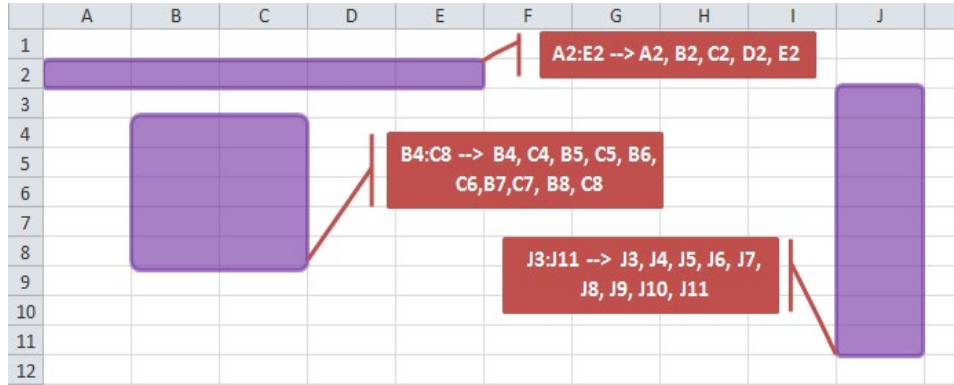 A B C D E F G H I J
1
A2:E2 --> A2, B2, C2, D2, E2
2
3
4
B4:C8 --> B4, C4, B5, C5, B6,
5
C6,B7,C7, B8, C8
6
7
8
J3:J11 --> J3, J4, J5, J6, J7,
9
J8, J9, J10, J11
10
11
12